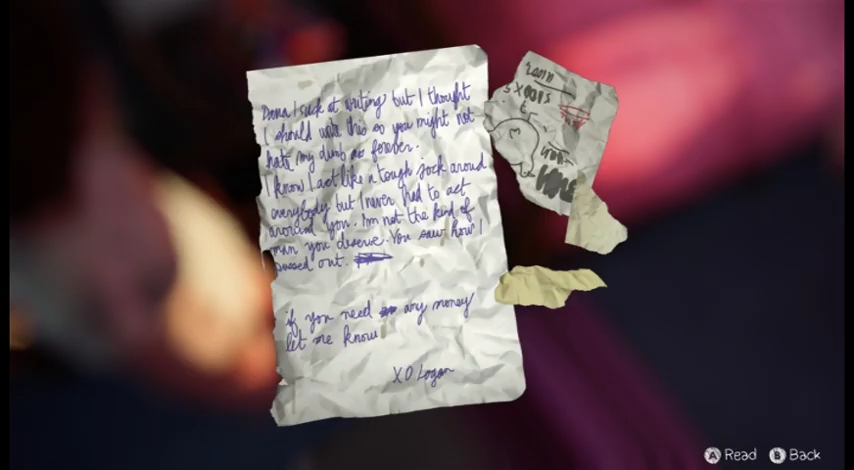 Dana I suck at writing but I thought
I should write this so you might not
hate my dumb ass forever.
I know I act like a tough jock around
everybody but I never had to act
around you. I'm not the kind of
man you deserve. You saw how I
pussed out.
if you need any money
let me know
XO Logan
A Read B Back